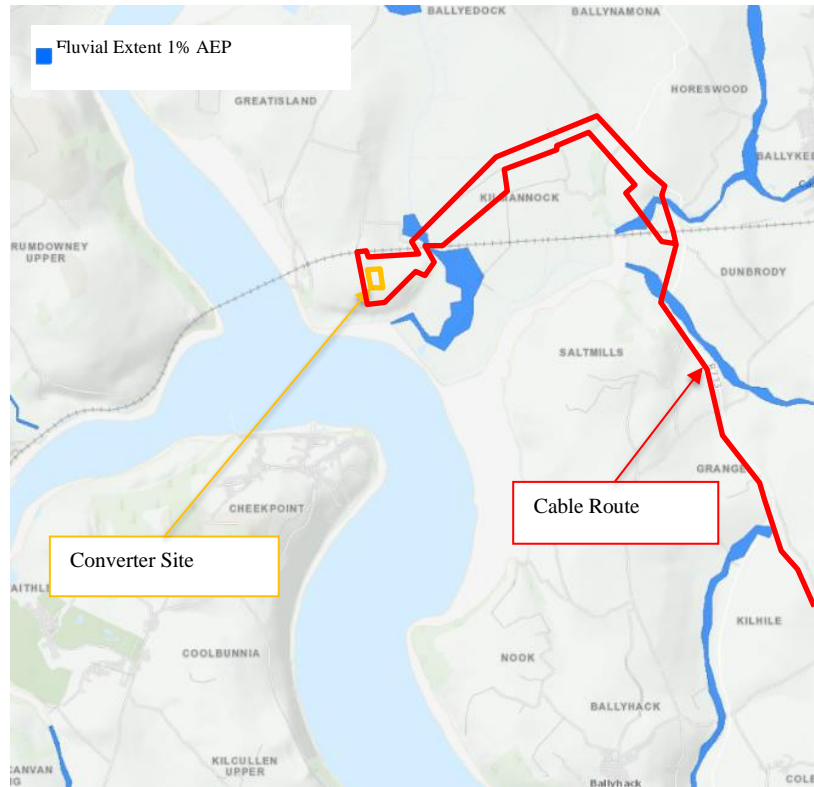 BALLYEDOCK
BALLYNAMONA
Fluvial Extent 1% AEP
GREATISLAND
HORESWOOD
KILMANNOCK
RUMDOWNEY
UPPER
DUNBRODY
SALTMILLS
GRANGE
Cable Route
CHEEKPOINT
Converter Site
COOLBUNNIA
KILHILE
NOOK
BALLYHACK
KILCULLEN
UPPER
Ballyhack